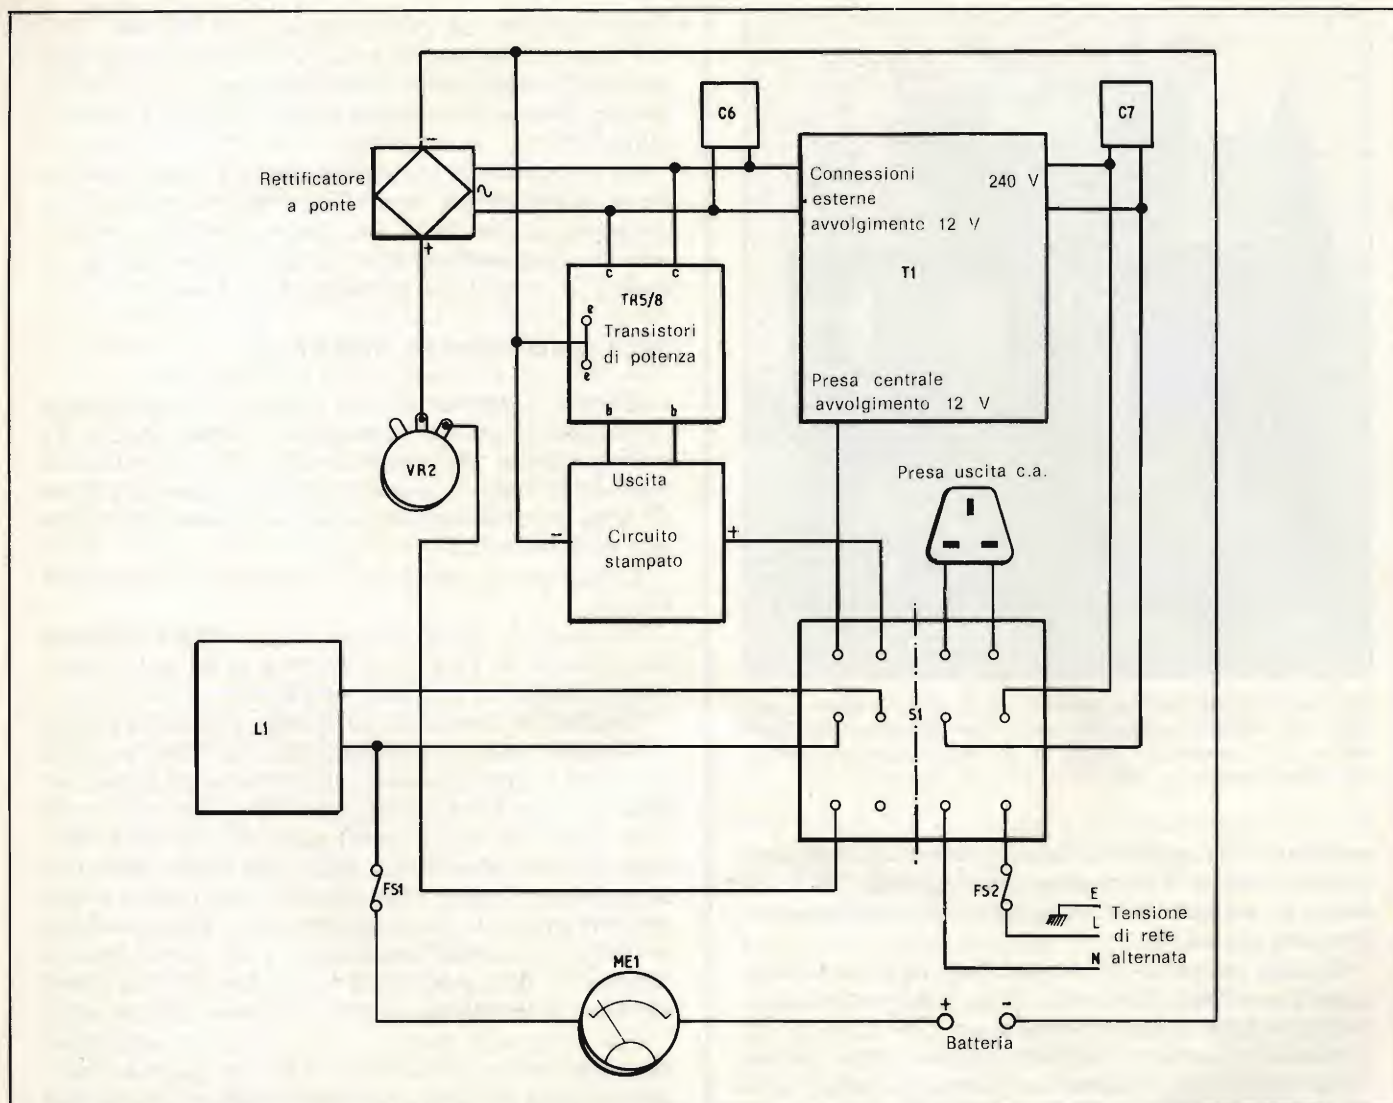 C6
C7
Rettificatore
a ponte
-
~
+
Connessioni
esterne
avvolgimento 12 V
240 V
T1
c c
TR5/8
e
Transistori
di potenza
e
b b
Presa centrale
avvolgimento 12 V
VR2
Uscita
- +
Circuito
stampato
Presa uscita c.a.
L1
S1
FS1
FS2
E
L
N
Tensione
di rete
alternata
ME1
+ -
Batteria